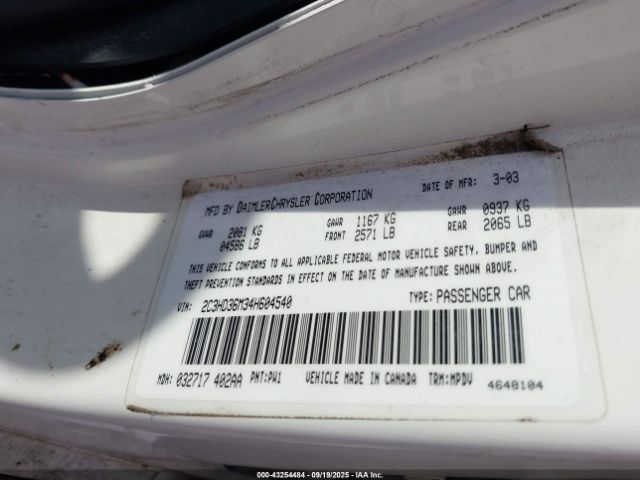 MFD BY DAIMLERCHRYSLER CORPORATION DATE OF MFR: 3-03
GVWR 2081 KG GAWR 1167 KG GAWR 0937 KG
04586 LB FRONT 2571 LB REAR 2065 LB
THIS VEHICLE CONFORMS TO ALL APPLICABLE FEDERAL MOTOR VEHICLE SAFETY, BUMPER AND
THEFT PREVENTION STANDARDS IN EFFECT ON THE DATE OF MANUFACTURE SHOWN ABOVE.
VIN: 2C3HD36M34H604540 TYPE: PASSENGER CAR
MDH: 032717 402AA PNT: PW1 VEHICLE MADE IN CANADA TRM: MPDV
4648104
000-43254484 - 09/19/2025 - IAA Inc.